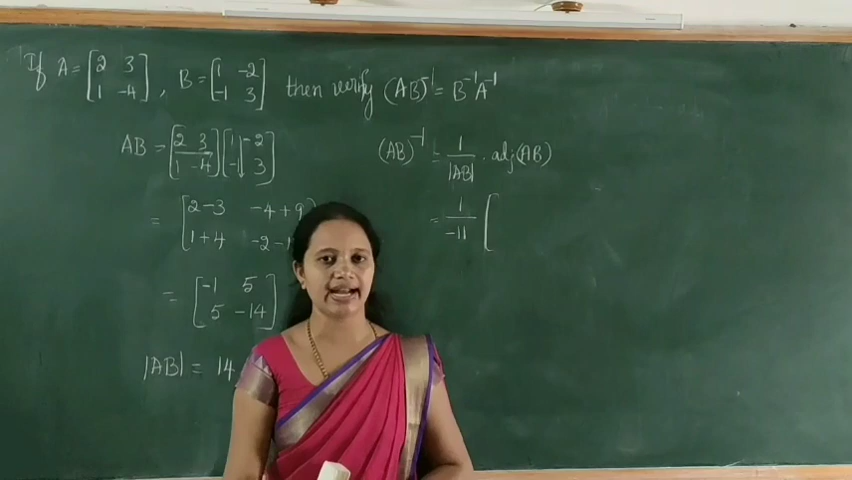 If A = [2 3 1 -4], B = [1 -2 -1 3] then verify (AB)⁻¹ = B⁻¹A⁻¹
AB = [2 3 1 -4][1 -2 -1 3]
= [2-3 -4+9 1+4 -2-1
= [-1 5 5 -14]
|AB| = 14
(AB)⁻¹ = 1/|AB| . adj(AB)
= 1/-11 [